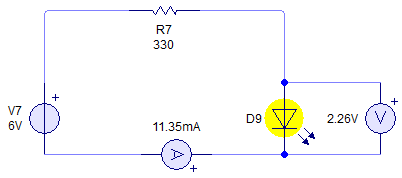 R7
330
V7
6V
+
11.35mA
A
+
D9
2.26V
V
+